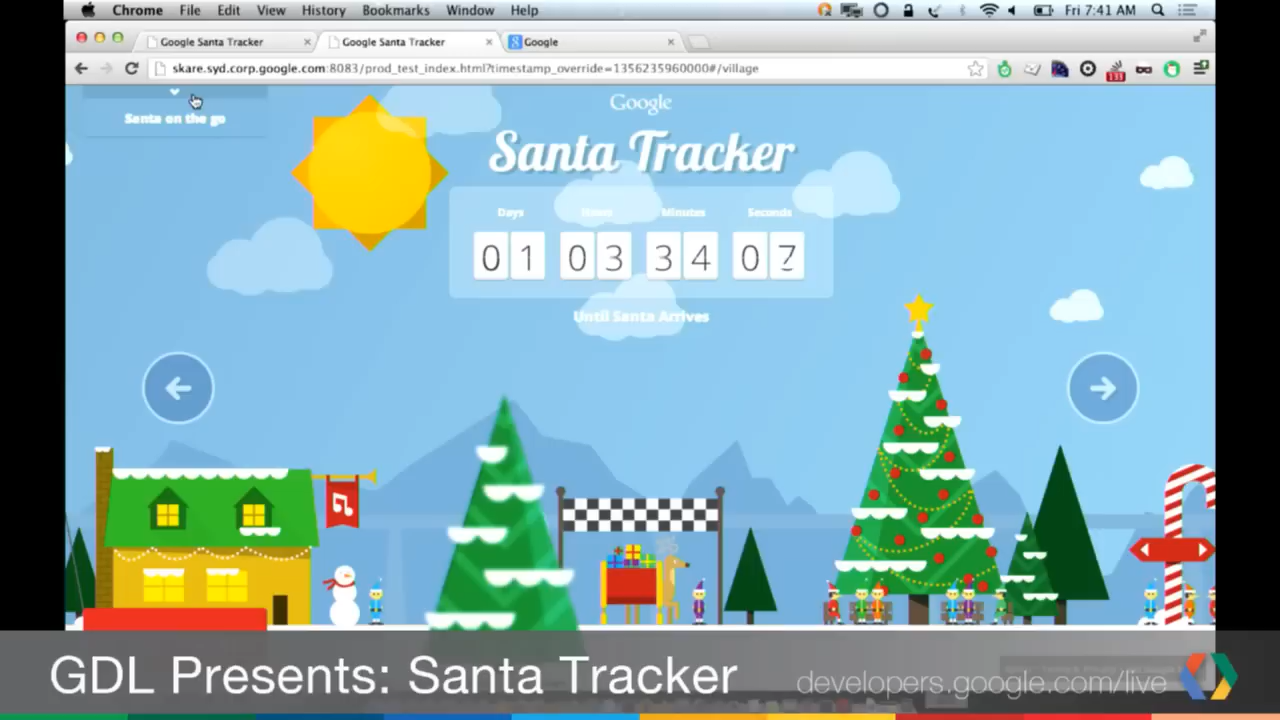 Chrome File Edit View History Bookmarks Window Help Fri 7:41 AM
Google Santa Tracker Google Santa Tracker Google
skare.syd.corp.google.com:8083/prod_test_index.html?timestamp_override=1356235960000#/village
Google
Santa on the go
Santa Tracker
Days Hours Minutes Seconds
01 03 34 07
Until Santa Arrives
GDL Presents: Santa Tracker
developers.google.com/live